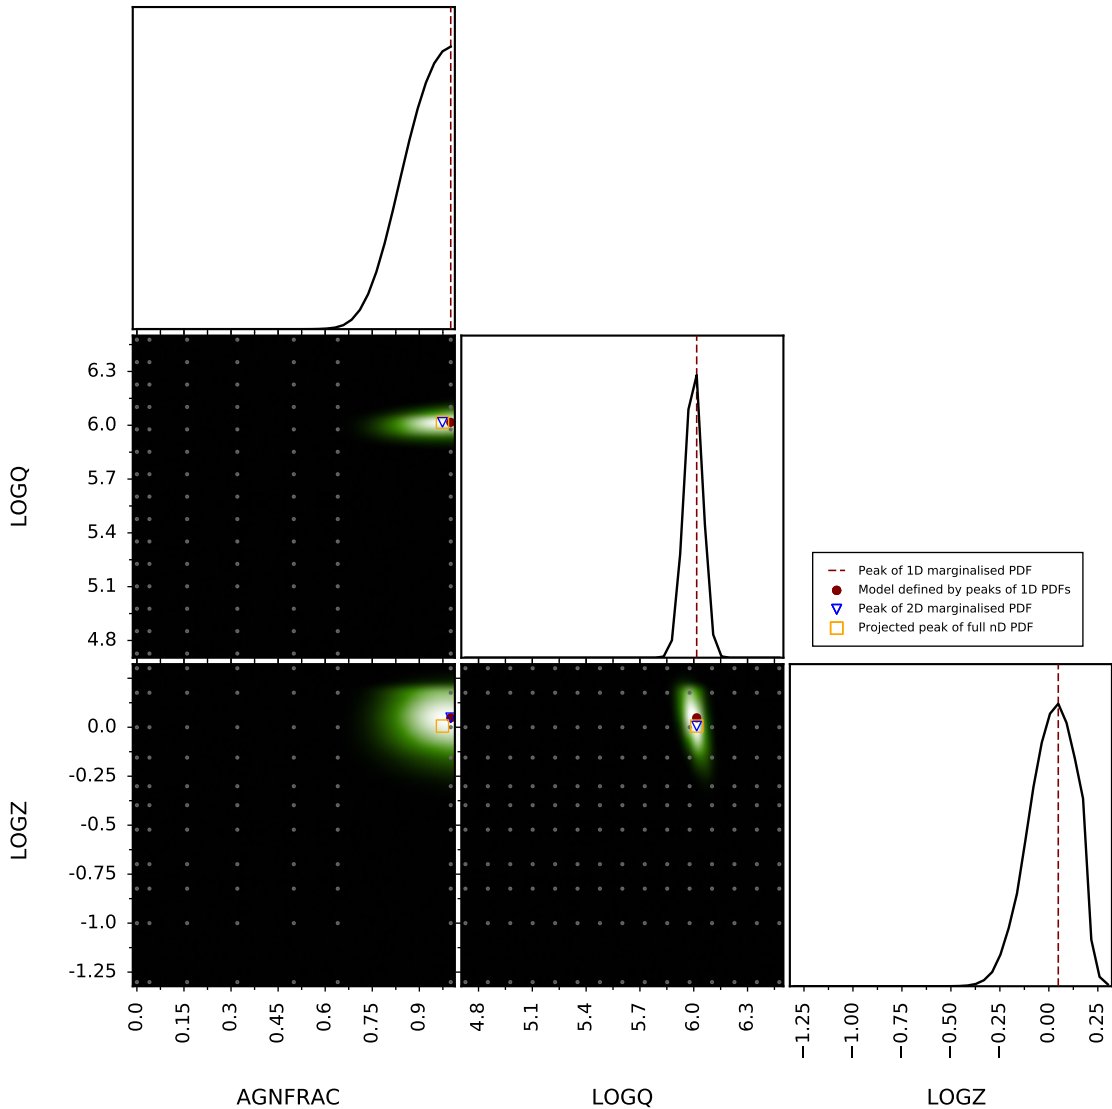 LOGQ
6.3
6.0
5.7
5.4
5.1
4.8
Peak of 1D marginalised PDF
Model defined by peaks of 1D PDFs
Peak of 2D marginalised PDF
Projected peak of full nD PDF
LOGZ
0.0
-0.25
-0.5
-0.75
-1.0
-1.25
0.0 0.15 0.3 0.45 0.6 0.75 0.9
4.8 5.1 5.4 5.7 6.0 6.3
−1.25 −1.00 −0.75 −0.50 −0.25 0.00 0.25
AGNFRAC LOGQ LOGZ